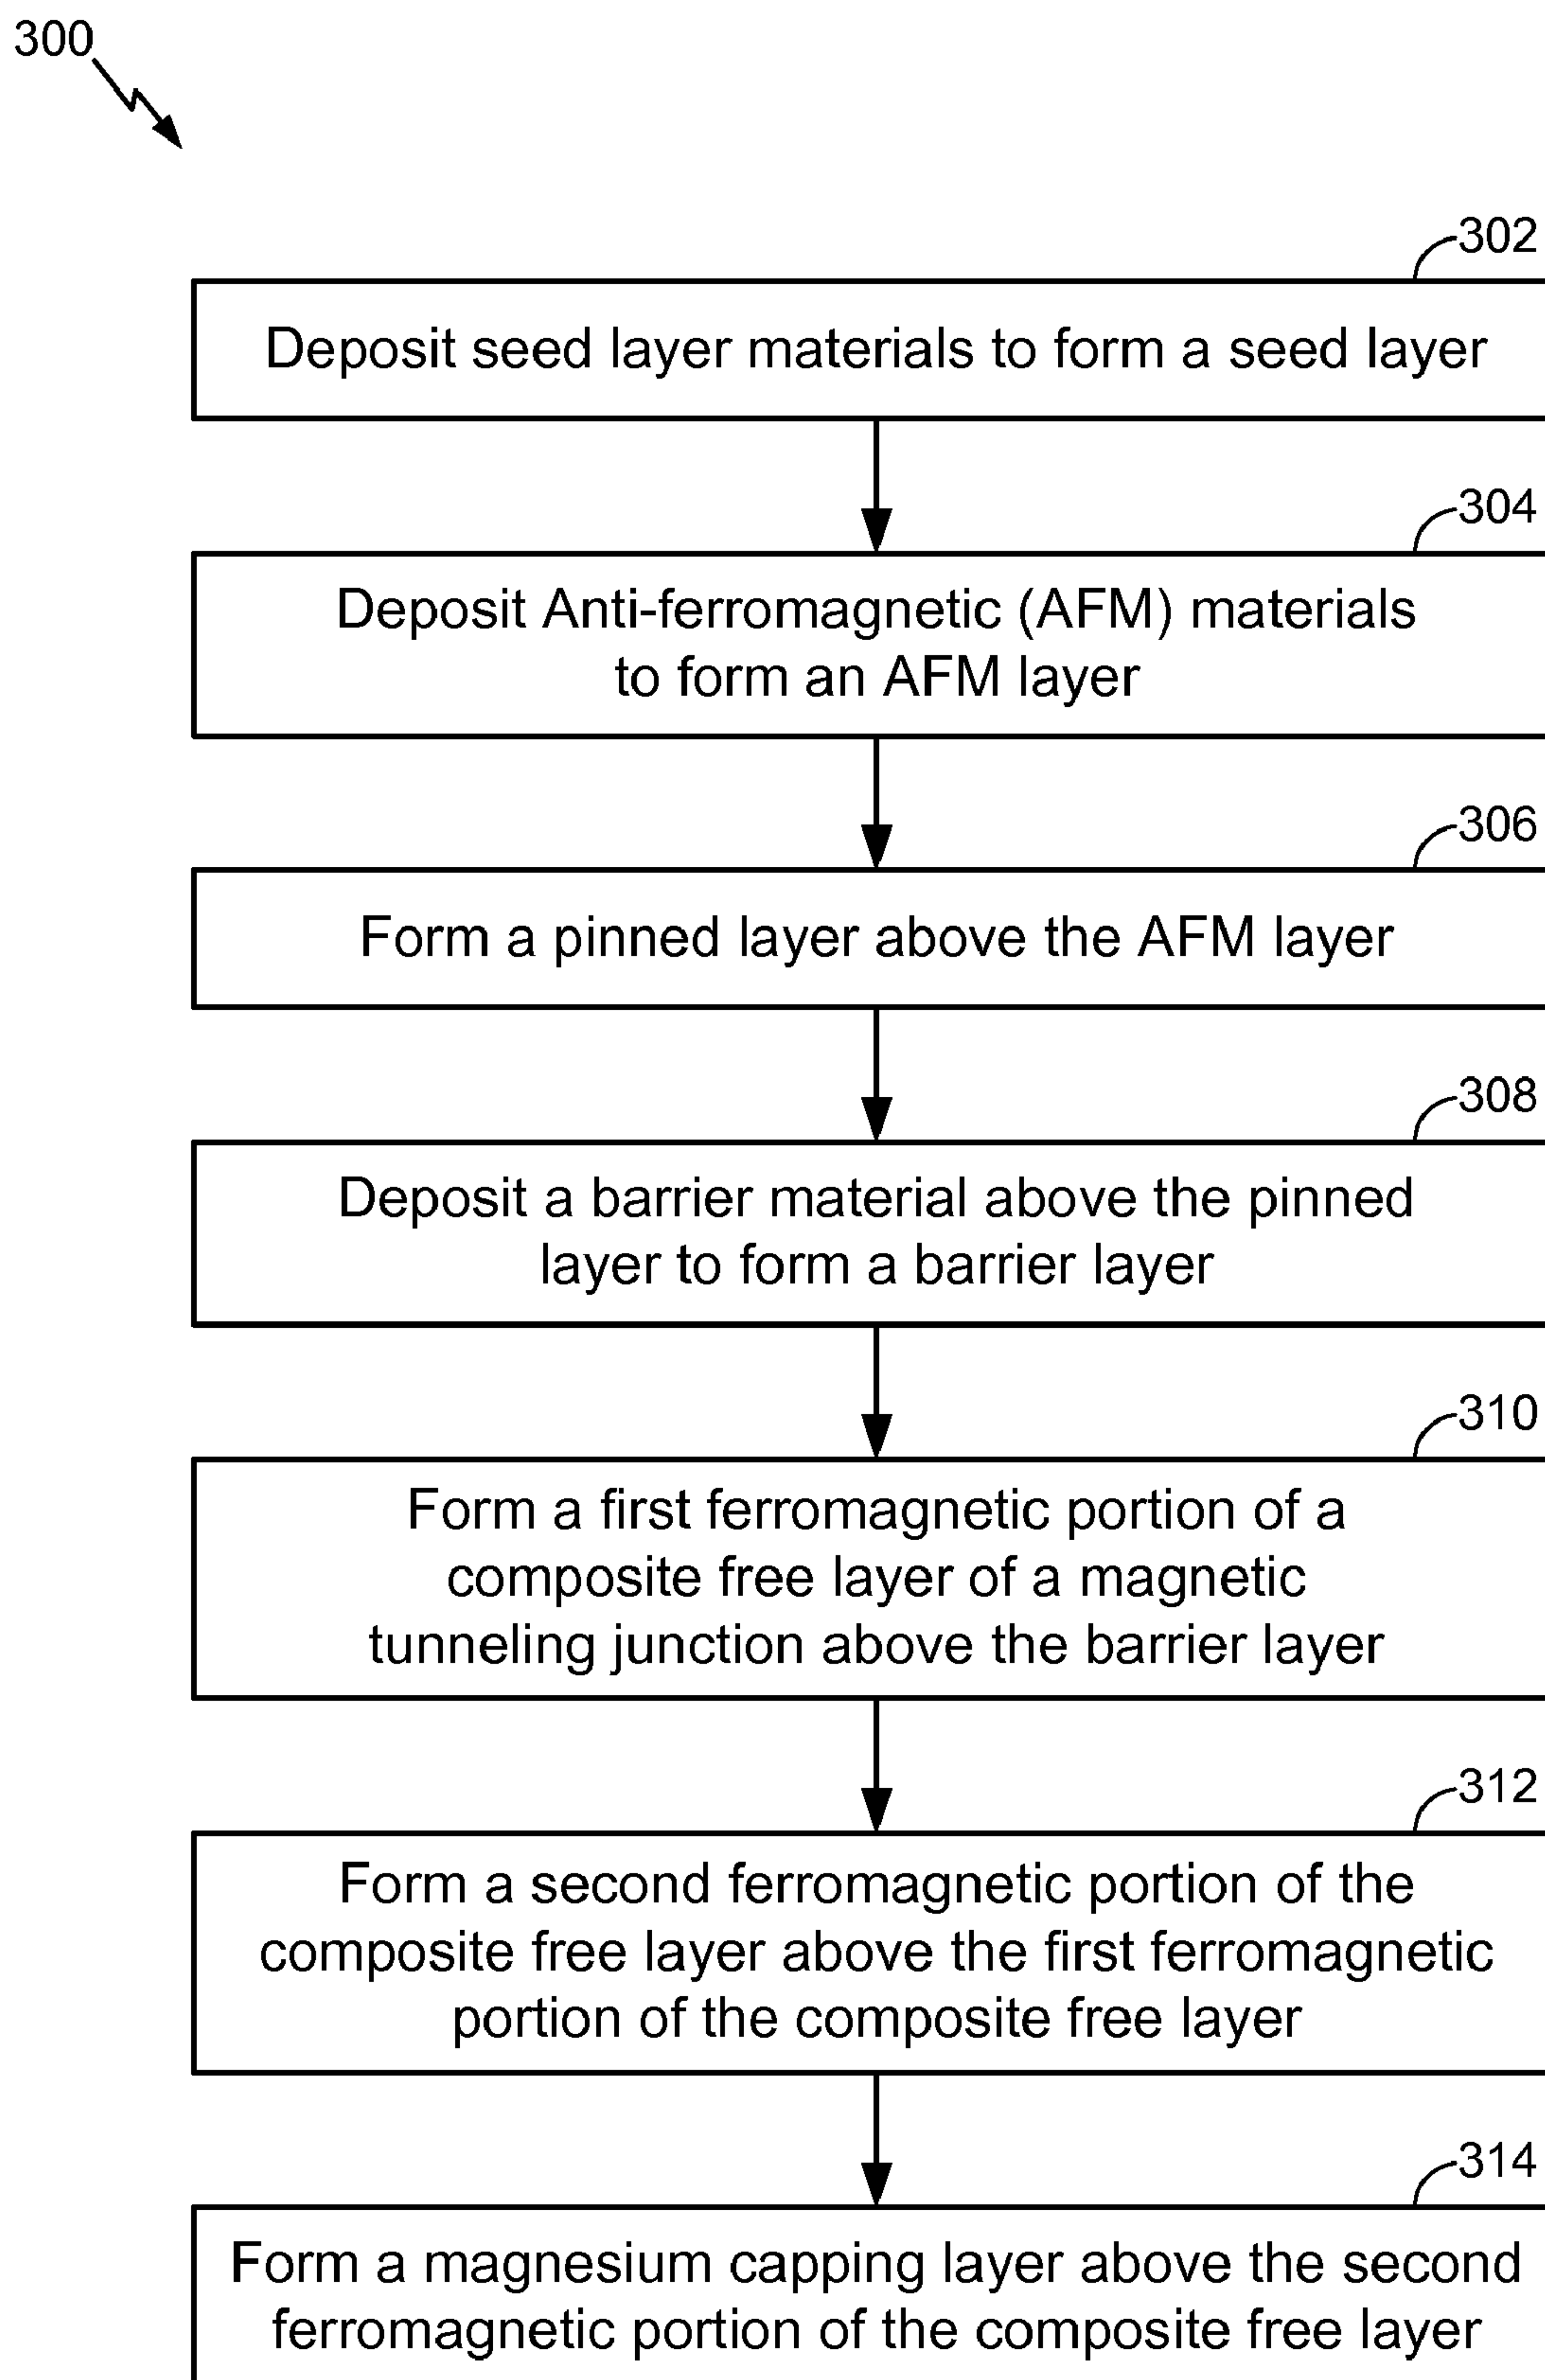 300
302
Deposit seed layer materials to form a seed layer
304
Deposit Anti-ferromagnetic (AFM) materials
to form an AFM layer
306
Form a pinned layer above the AFM layer
308
Deposit a barrier material above the pinned
layer to form a barrier layer
310
Form a first ferromagnetic portion of a
composite free layer of a magnetic
tunneling junction above the barrier layer
312
Form a second ferromagnetic portion of the
composite free layer above the first ferromagnetic
portion of the composite free layer
314
Form a magnesium capping layer above the second
ferromagnetic portion of the composite free layer